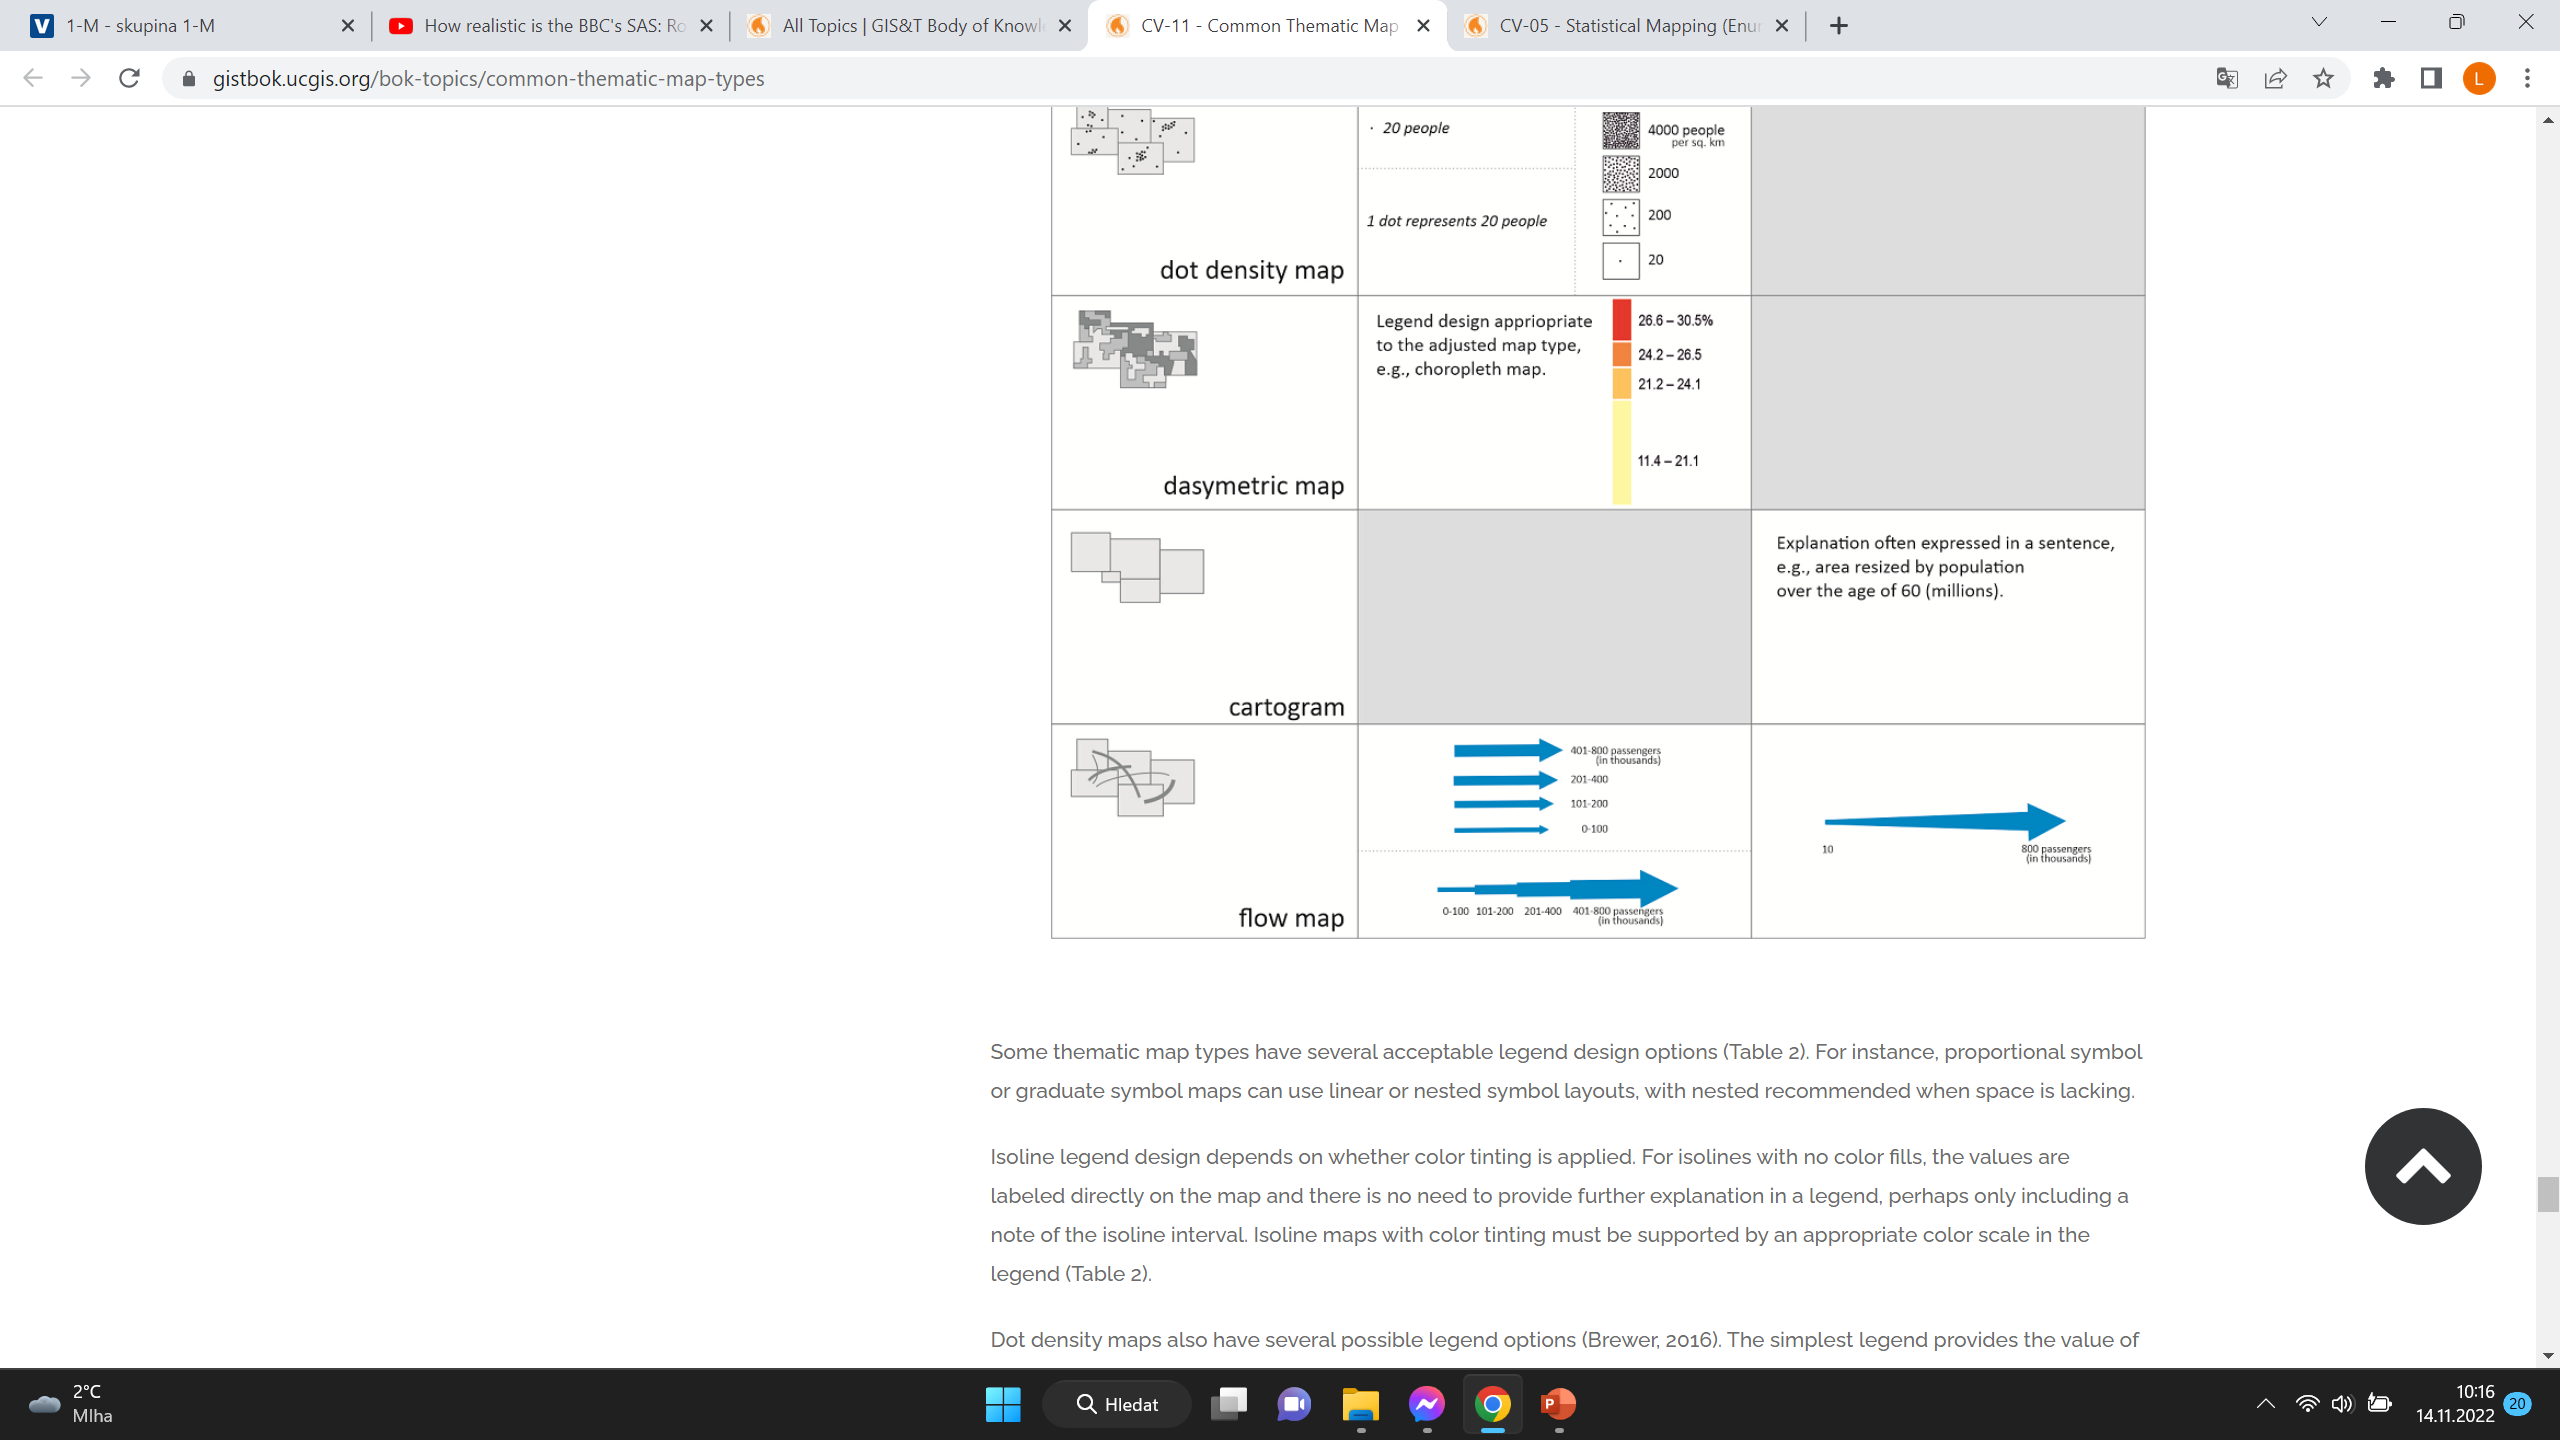 1-M - skupina 1-M
How realistic is the BBC's SAS: Ro
All Topics | GIS&T Body of Knowl
CV-11 - Common Thematic Map
CV-05 - Statistical Mapping (Enu
gistbok.ucgis.org/bok-topics/common-thematic-map-types
L
20 people
1 dot represents 20 people
4000 people
per sq. km
2000
200
20
dot density map
Legend design appriopriate
to the adjusted map type,
e.g., choropleth map.
26.6 – 30.5%
24.2 – 26.5
21.2 – 24.1
11.4 – 21.1
dasymetric map
Explanation often expressed in a sentence,
e.g., area resized by population
over the age of 60 (millions).
cartogram
401-800 passengers
(in thousands)
201-400
101-200
0-100
0-100 101-200 201-400 401-800 passengers
(in thousands)
10
800 passengers
(in thousands)
flow map
Some thematic map types have several acceptable legend design options (Table 2). For instance, proportional symbol
or graduate symbol maps can use linear or nested symbol layouts, with nested recommended when space is lacking.
Isoline legend design depends on whether color tinting is applied. For isolines with no color fills, the values are
labeled directly on the map and there is no need to provide further explanation in a legend, perhaps only including a
note of the isoline interval. Isoline maps with color tinting must be supported by an appropriate color scale in the
legend (Table 2).
Dot density maps also have several possible legend options (Brewer, 2016). The simplest legend provides the value of
2°C
Mlha
Hledat
10:16
14.11.2022
20